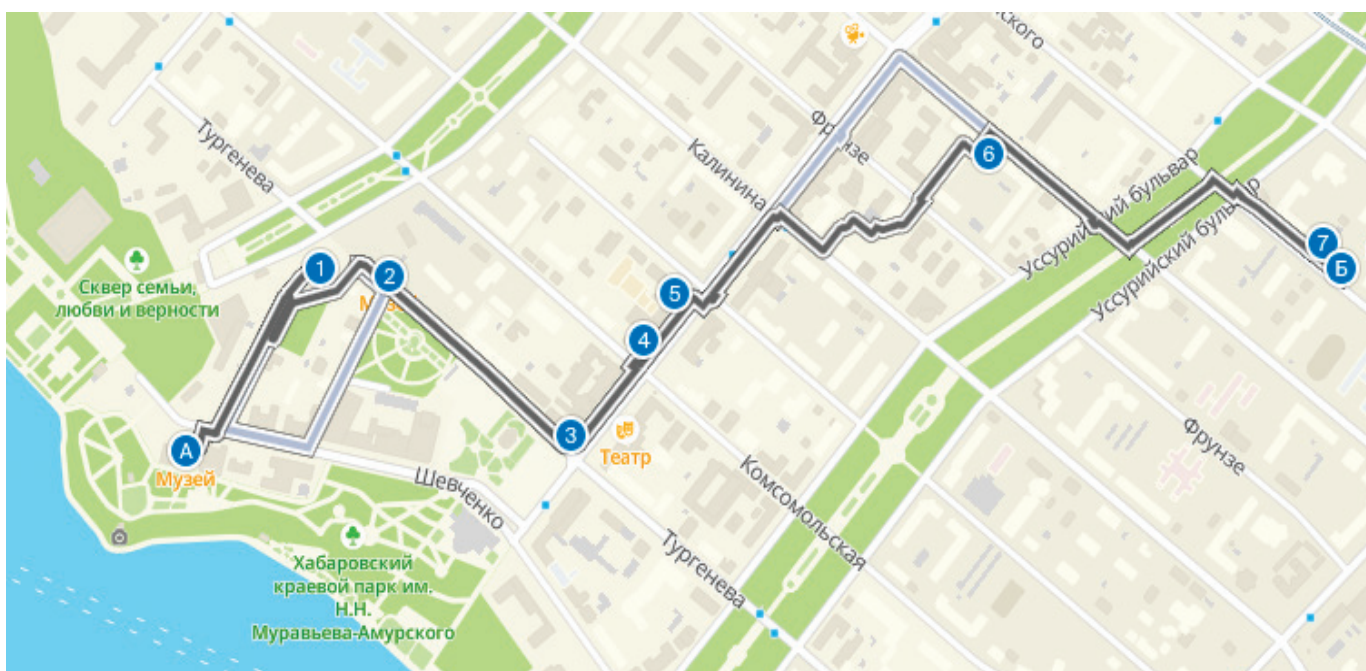 ского
Фрунзе
Тургенева
Калинина
6
Уссурийский бульвар
Уссурийский бульвар
7
Б
1
2
Муз
Сквер семьи,
любви и верности
5
4
А
Музей
3
Театр
Шевченко
Комсомольская
Фрунзе
Тургенева
Хабаровский
краевой парк им.
Н.Н.
Муравьева-Амурского